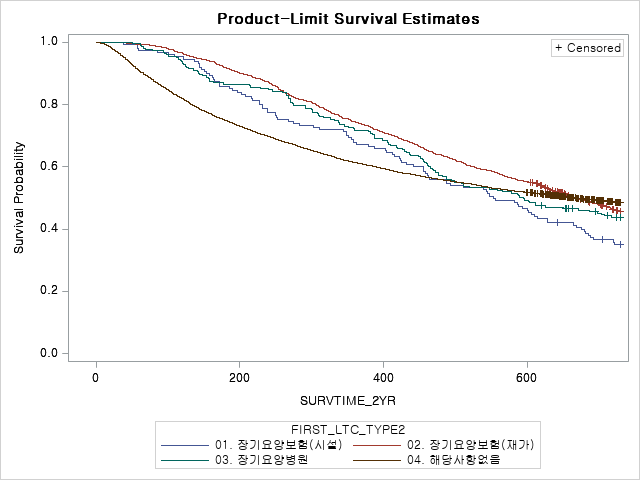 Product-Limit Survival Estimates
+ Censored
Survival Probability
1.0
0.8
0.6
0.4
0.2
0.0
0 200 400 600
SURVTIME_2YR
FIRST_LTC_TYPE2
01. 장기요양보험(시설) 02. 장기요양보험(재가)
03. 장기요양병원 04. 해당사항없음